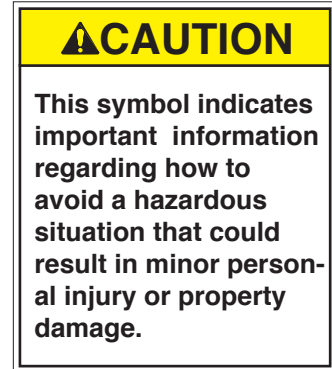 CAUTION
This symbol indicates
important information
regarding how to
avoid a hazardous
situation that could
result in minor person-
al injury or property
damage.